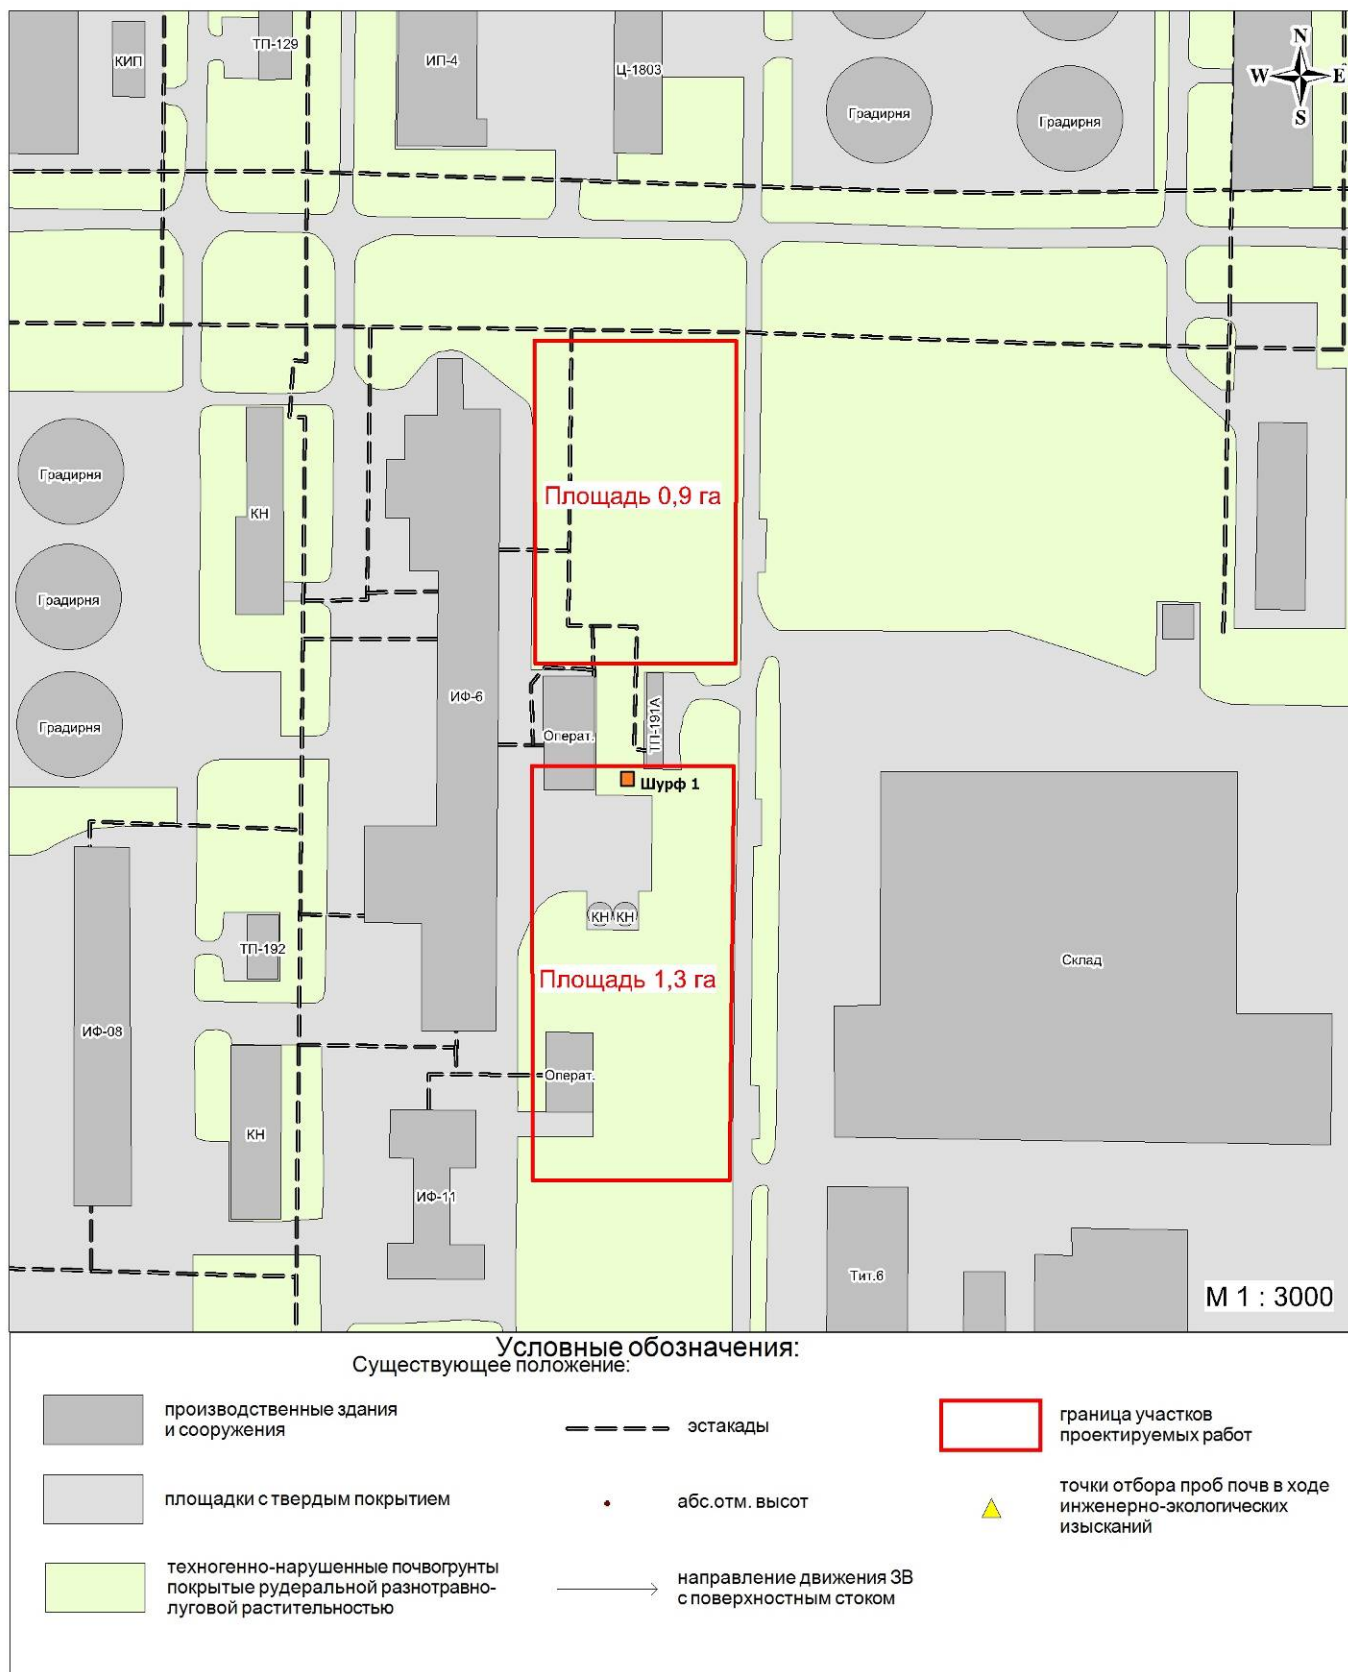 КИП
ТП-129
ИП-4
Ц-1803
Градирня
Градирня
N
W
E
S
Градирня
Градирня
Градирня
КН
Площадь 0,9 га
ИФ-6
Операт.
ТП-191А
Шурф 1
КН
КН
Площадь 1,3 га
Склад
ТП-192
ИФ-08
КН
Операт.
ИФ-11
Тит.6
М 1 : 3000
Условные обозначения:
Существующее положение:
производственные здания
и сооружения
площадки с твердым покрытием
техногенно-нарушенные почвогрунты
покрытые рудеральной разнотравно-
луговой растительностью
эстакады
абс.отм. высот
направление движения ЗВ
с поверхностным стоком
граница участков
проектируемых работ
точки отбора проб почв в ходе
инженерно-экологических
изысканий